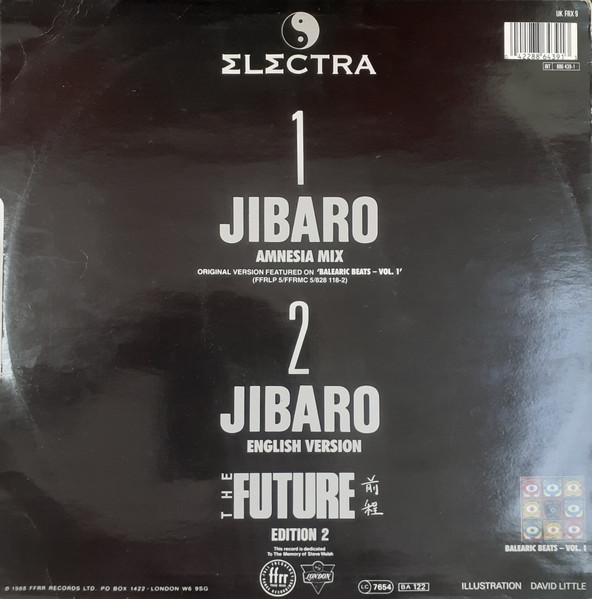 UK FRX 9
ELECTRA
INT 886 439-1
1
JIBARO
AMNESIA MIX
ORIGINAL VERSION FEATURED ON 'BALEARIC BEATS – VOL. 1'
(FFRLP 5/FFRMC 5/828 118-2)
2
JIBARO
ENGLISH VERSION
THE FUTURE 前程
EDITION 2
This record is dedicated
To The Memory of Steve Walsh
BALEARIC BEATS – VOL. 1
ffrr
LONDON
LC 7654
BA 122
ILLUSTRATION DAVID LITTLE
℗ 1988 FFRR RECORDS LTD. PO BOX 1422 - LONDON W6 9SG